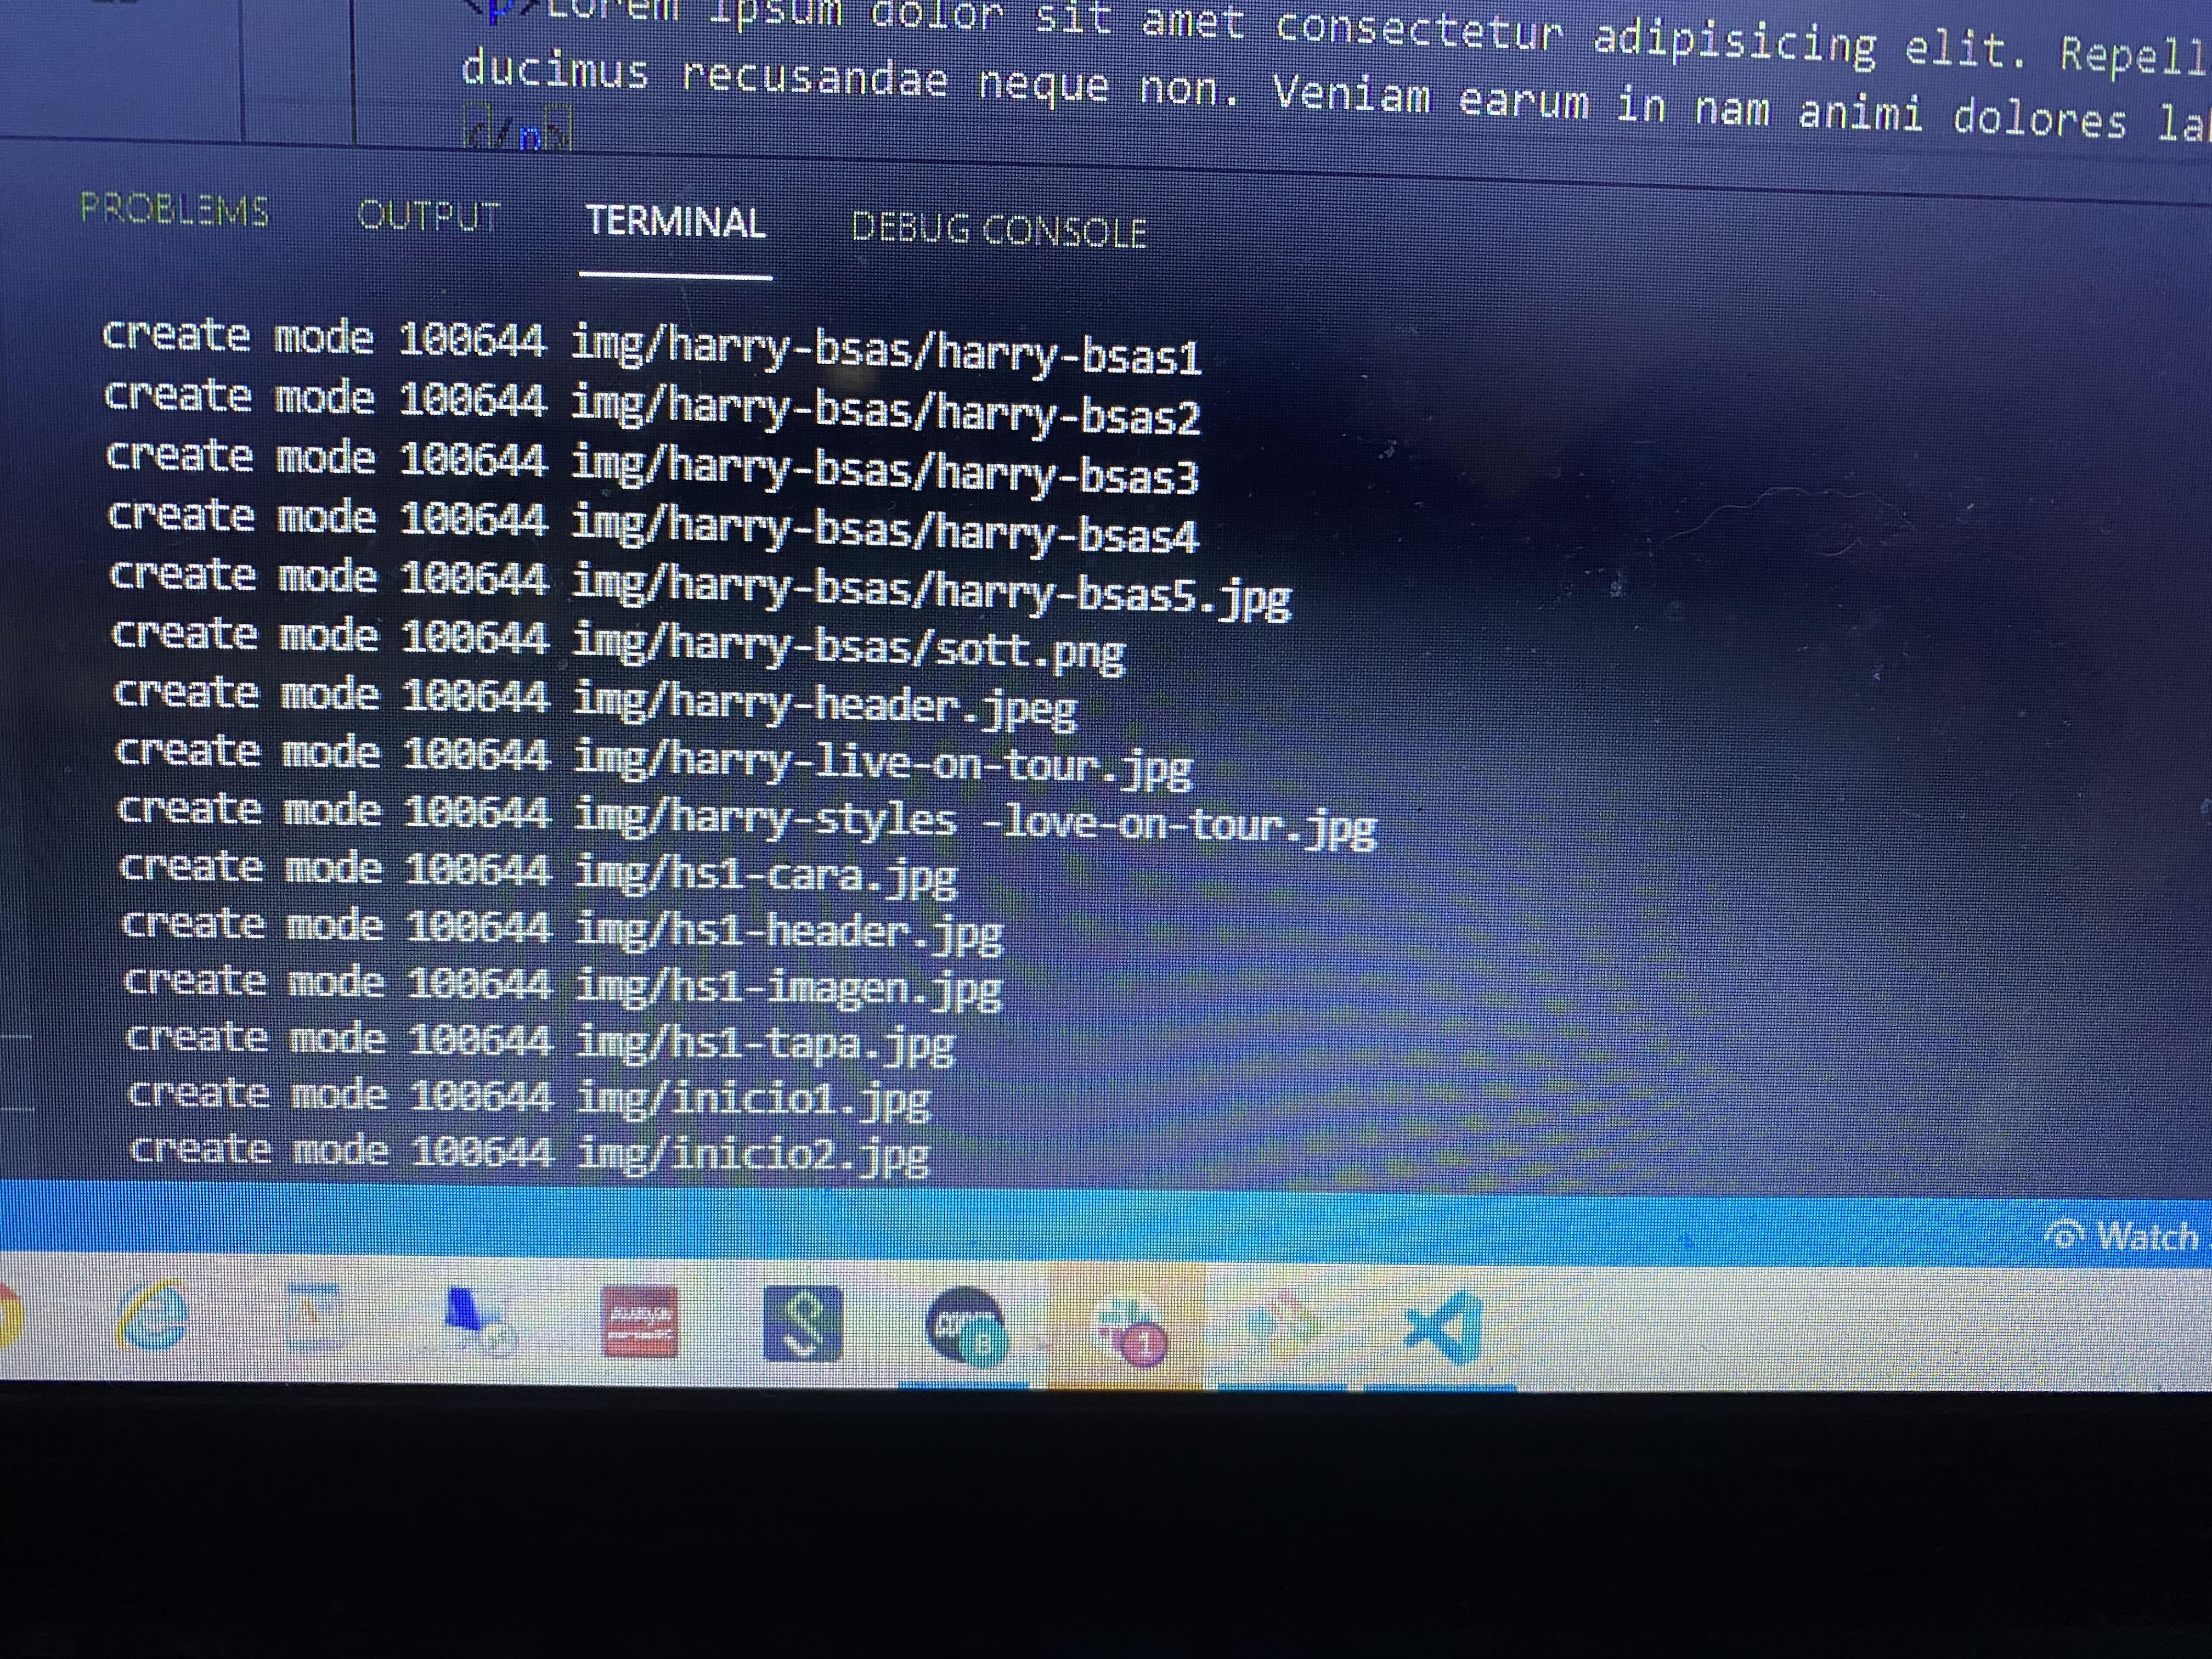 <p>Lorem ipsum dolor sit amet consectetur adipisicing elit. Repell
ducimus recusandae neque non. Veniam earum in nam animi dolores la
</p>
PROBLEMS OUTPUT TERMINAL DEBUG CONSOLE
create mode 100644 img/harry-bsas/harry-bsas1
create mode 100644 img/harry-bsas/harry-bsas2
create mode 100644 img/harry-bsas/harry-bsas3
create mode 100644 img/harry-bsas/harry-bsas4
create mode 100644 img/harry-bsas/harry-bsas5.jpg
create mode 100644 img/harry-bsas/sott.png
create mode 100644 img/harry-header.jpeg
create mode 100644 img/harry-live-on-tour.jpg
create mode 100644 img/harry-styles -love-on-tour.jpg
create mode 100644 img/hs1-cara.jpg
create mode 100644 img/hs1-header.jpg
create mode 100644 img/hs1-imagen.jpg
create mode 100644 img/hs1-tapa.jpg
create mode 100644 img/inicio1.jpg
create mode 100644 img/inicio2.jpg
Watch
8 1